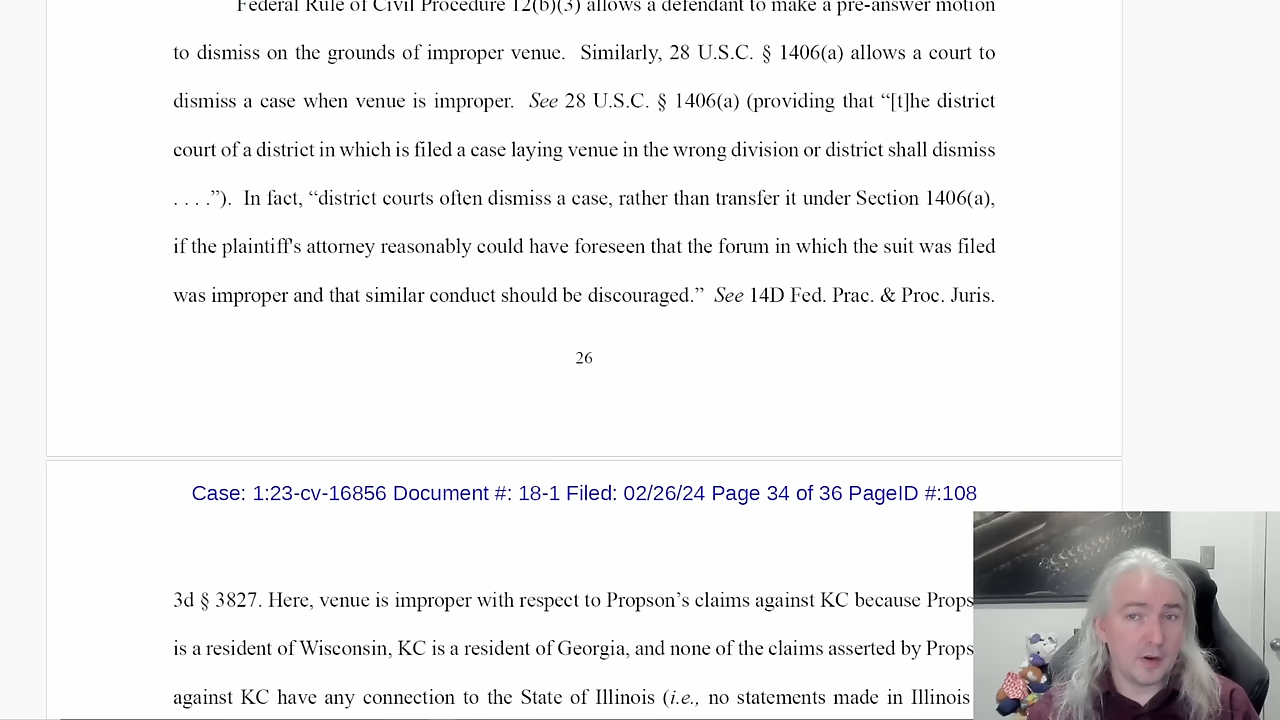 Federal Rule of Civil Procedure 12(b)(3) allows a defendant to make a pre-answer motion
to dismiss on the grounds of improper venue. Similarly, 28 U.S.C. § 1406(a) allows a court to
dismiss a case when venue is improper. See 28 U.S.C. § 1406(a) (providing that “[t]he district
court of a district in which is filed a case laying venue in the wrong division or district shall dismiss
. . . .”). In fact, “district courts often dismiss a case, rather than transfer it under Section 1406(a),
if the plaintiff's attorney reasonably could have foreseen that the forum in which the suit was filed
was improper and that similar conduct should be discouraged.” See 14D Fed. Prac. & Proc. Juris.
26
Case: 1:23-cv-16856 Document #: 18-1 Filed: 02/26/24 Page 34 of 36 PageID #:108
3d § 3827. Here, venue is improper with respect to Propson’s claims against KC because Props
is a resident of Wisconsin, KC is a resident of Georgia, and none of the claims asserted by Props
against KC have any connection to the State of Illinois (i.e., no statements made in Illinois